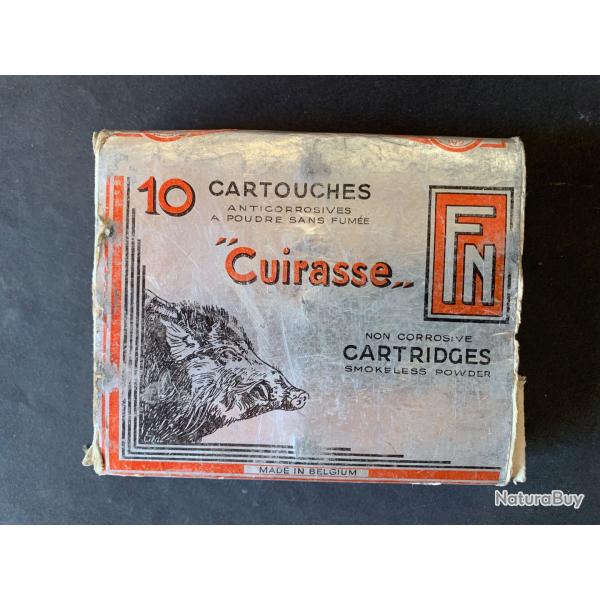 10 CARTOUCHES
ANTICORROSIVES
A POUDRE SANS FUMÉE
"Cuirasse"
FN
NON CORROSIVE
CARTRIDGES
SMOKELESS POWDER
MADE IN BELGIUM
NaturaBuy